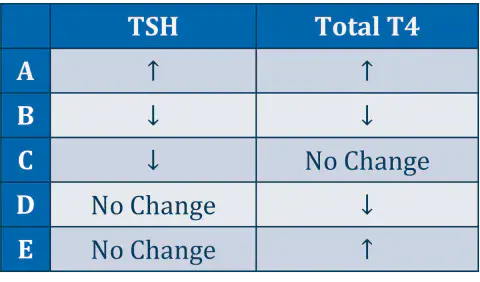 TSH Total T4
A ↑ ↑
B ↓ ↓
C ↓ No Change
D No Change ↓
E No Change ↑